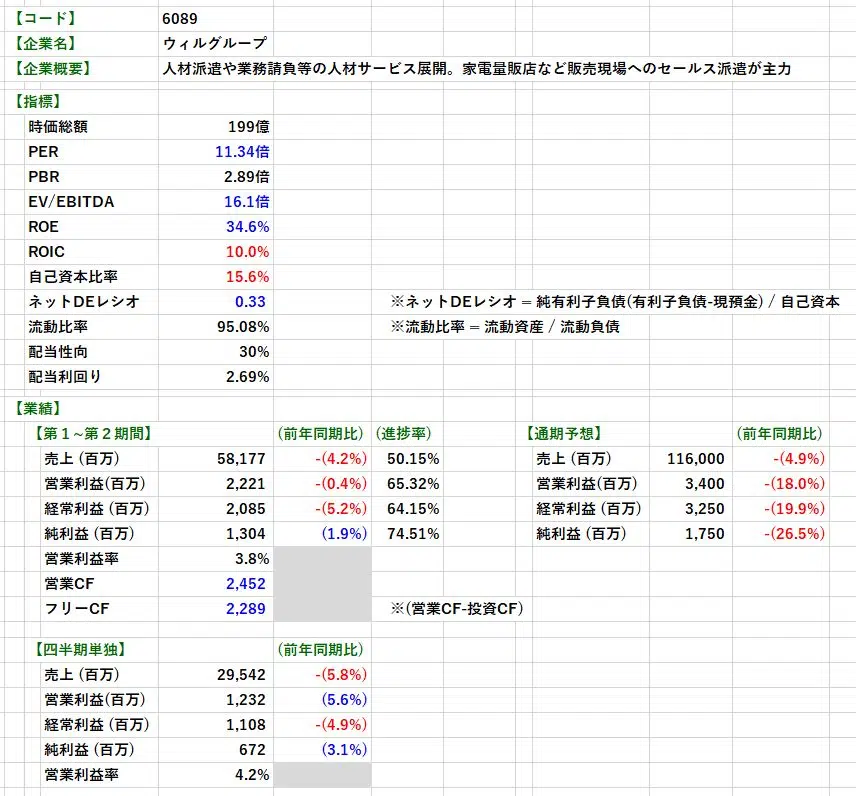 【コード】 6089
【企業名】 ウィルグループ
【企業概要】 人材派遣や業務請負等の人材サービス展開。家電量販店など販売現場へのセールス派遣が主力
【指標】
時価総額 199億
PER 11.34倍
PBR 2.89倍
EV/EBITDA 16.1倍
ROE 34.6%
ROIC 10.0%
自己資本比率 15.6%
ネットDEレシオ 0.33 ※ネットDEレシオ = 純有利子負債(有利子負債-現預金) / 自己資本
流動比率 95.08% ※流動比率 = 流動資産 / 流動負債
配当性向 30%
配当利回り 2.69%
【業績】
【第１~第２期間】 (前年同期比) (進捗率) 【通期予想】 (前年同期比)
売上 (百万) 58,177 -(4.2%) 50.15% 売上 (百万) 116,000 -(4.9%)
営業利益(百万) 2,221 -(0.4%) 65.32% 営業利益(百万) 3,400 -(18.0%)
経常利益 (百万) 2,085 -(5.2%) 64.15% 経常利益 (百万) 3,250 -(19.9%)
純利益 (百万) 1,304 (1.9%) 74.51% 純利益 (百万) 1,750 -(26.5%)
営業利益率 3.8%
営業CF 2,452
フリーCF 2,289 ※(営業CF-投資CF)
【四半期単独】 (前年同期比)
売上 (百万) 29,542 -(5.8%)
営業利益(百万) 1,232 (5.6%)
経常利益 (百万) 1,108 -(4.9%)
純利益 (百万) 672 (3.1%)
営業利益率 4.2%